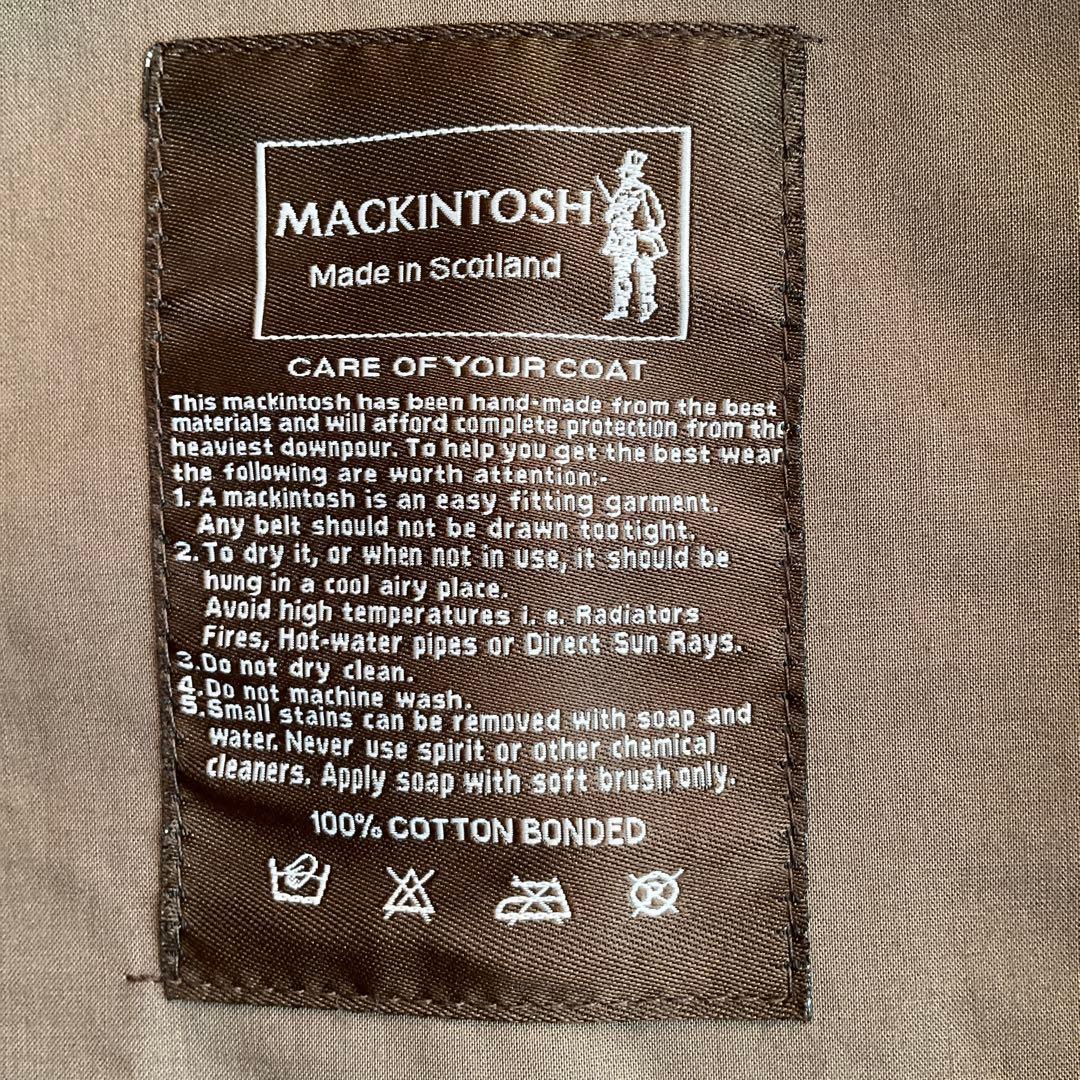 MACKINTOSH
Made in Scotland
CARE OF YOUR COAT
This mackintosh has been hand-made from the best
materials and will afford complete protection from the
heaviest downpour. To help you get the best wear
the following are worth attention:-
1. A mackintosh is an easy fitting garment.
Any belt should not be drawn too tight.
2. To dry it, or when not in use, it should be
hung in a cool airy place.
Avoid high temperatures i. e. Radiators
Fires, Hot-water pipes or Direct Sun Rays.
3. Do not dry clean.
4. Do not machine wash.
5. Small stains can be removed with soap and
water. Never use spirit or other chemical
cleaners. Apply soap with soft brush only.
100% COTTON BONDED
P